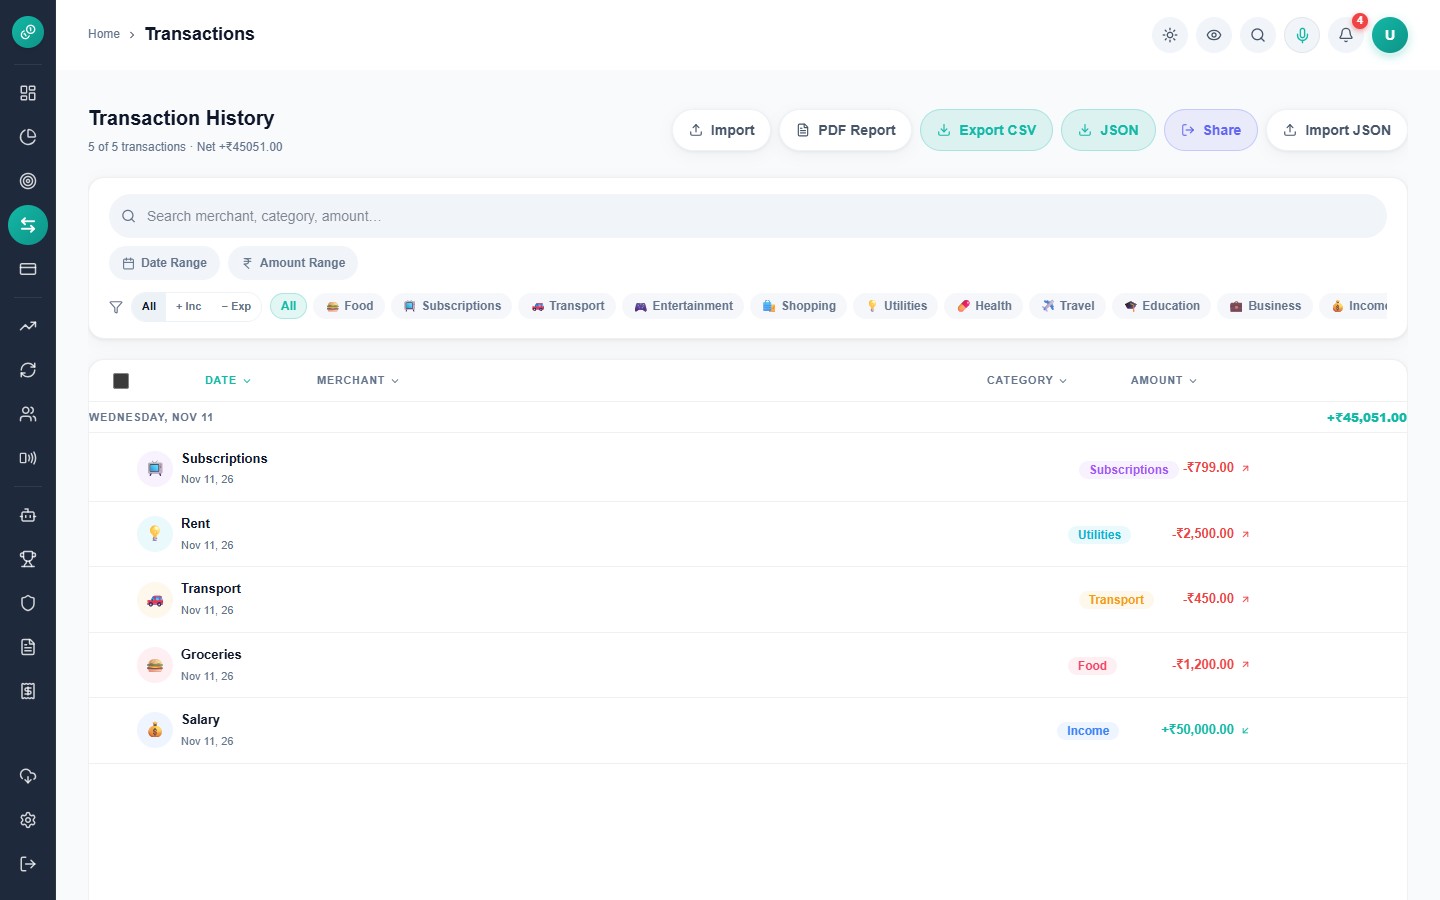 Home › Transactions
4
U
Transaction History
5 of 5 transactions · Net +₹45051.00
Import
PDF Report
Export CSV
JSON
Share
Import JSON
Search merchant, category, amount...
Date Range
₹ Amount Range
All
+ Inc
− Exp
All
Food
Subscriptions
Transport
Entertainment
Shopping
Utilities
Health
Travel
Education
Business
Income
DATE
MERCHANT
CATEGORY
AMOUNT
WEDNESDAY, NOV 11 +₹45,051.00
Subscriptions
Nov 11, 26
Subscriptions -₹799.00
Rent
Nov 11, 26
Utilities -₹2,500.00
Transport
Nov 11, 26
Transport -₹450.00
Groceries
Nov 11, 26
Food -₹1,200.00
Salary
Nov 11, 26
Income +₹50,000.00